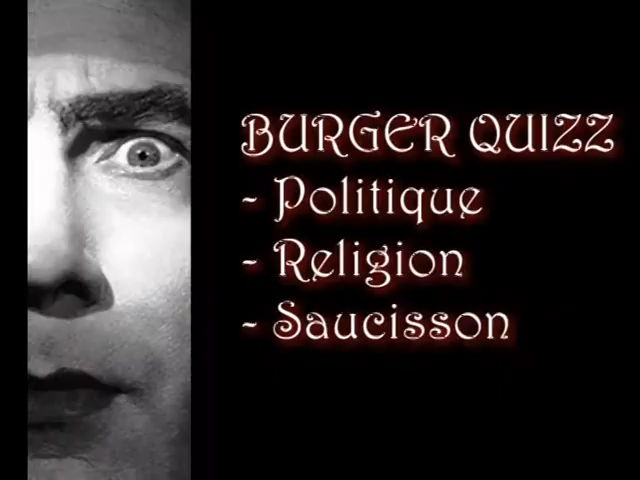 BURGER QUIZZ
- Politique
- Religion
- Saucisson